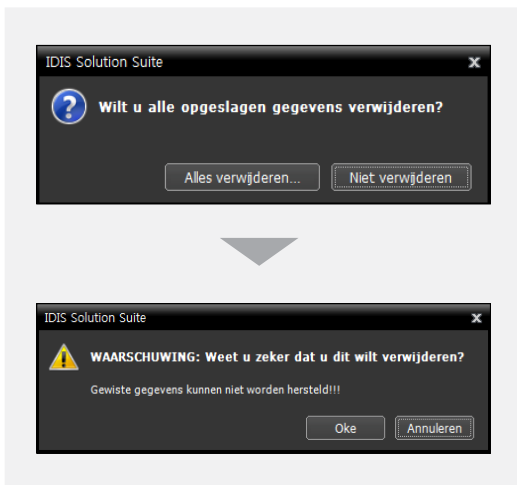 IDIS Solution Suite
Wilt u alle opgeslagen gegevens verwijderen?
Alles verwijderen... Niet verwijderen
IDIS Solution Suite
WAARSCHUWING: Weet u zeker dat u dit wilt verwijderen?
Gewiste gegevens kunnen niet worden hersteld!!!
Oke Annuleren